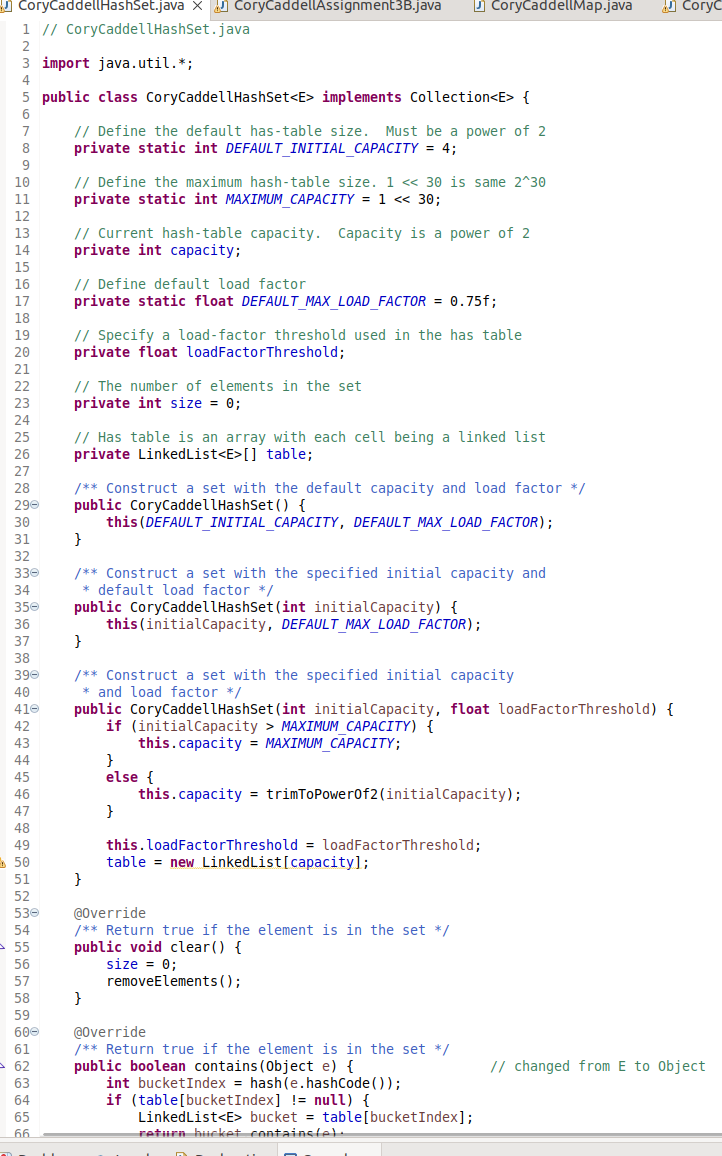 CoryCaddellHashSet.java CoryCaddellAssignment3B.java CoryCaddellMap.java CoryC
1 // CoryCaddellHashSet.java
2
3 import java.util.*;
4
5 public class CoryCaddellHashSet<E> implements Collection<E> {
6
7 // Define the default has-table size.  Must be a power of 2
8 private static int DEFAULT_INITIAL_CAPACITY = 4;
9
10 // Define the maximum hash-table size. 1 << 30 is same 2^30
11 private static int MAXIMUM_CAPACITY = 1 << 30;
12
13 // Current hash-table capacity.  Capacity is a power of 2
14 private int capacity;
15
16 // Define default load factor
17 private static float DEFAULT_MAX_LOAD_FACTOR = 0.75f;
18
19 // Specify a load-factor threshold used in the has table
20 private float loadFactorThreshold;
21
22 // The number of elements in the set
23 private int size = 0;
24
25 // Has table is an array with each cell being a linked list
26 private LinkedList<E>[] table;
27
28 /** Construct a set with the default capacity and load factor */
29 public CoryCaddellHashSet() {
30 this(DEFAULT_INITIAL_CAPACITY, DEFAULT_MAX_LOAD_FACTOR);
31 }
32
33 /** Construct a set with the specified initial capacity and
34 * default load factor */
35 public CoryCaddellHashSet(int initialCapacity) {
36 this(initialCapacity, DEFAULT_MAX_LOAD_FACTOR);
37 }
38
39 /** Construct a set with the specified initial capacity
40 * and load factor */
41 public CoryCaddellHashSet(int initialCapacity, float loadFactorThreshold) {
42 if (initialCapacity > MAXIMUM_CAPACITY) {
43 this.capacity = MAXIMUM_CAPACITY;
44 }
45 else {
46 this.capacity = trimToPowerOf2(initialCapacity);
47 }
48
49 this.loadFactorThreshold = loadFactorThreshold;
50 table = new LinkedList[capacity];
51 }
52
53 @Override
54 /** Return true if the element is in the set */
55 public void clear() {
56 size = 0;
57 removeElements();
58 }
59
60 @Override
61 /** Return true if the element is in the set */
62 public boolean contains(Object e) { // changed from E to Object
63 int bucketIndex = hash(e.hashCode());
64 if (table[bucketIndex] != null) {
65 LinkedList<E> bucket = table[bucketIndex];
66 return bucket.contains(e);